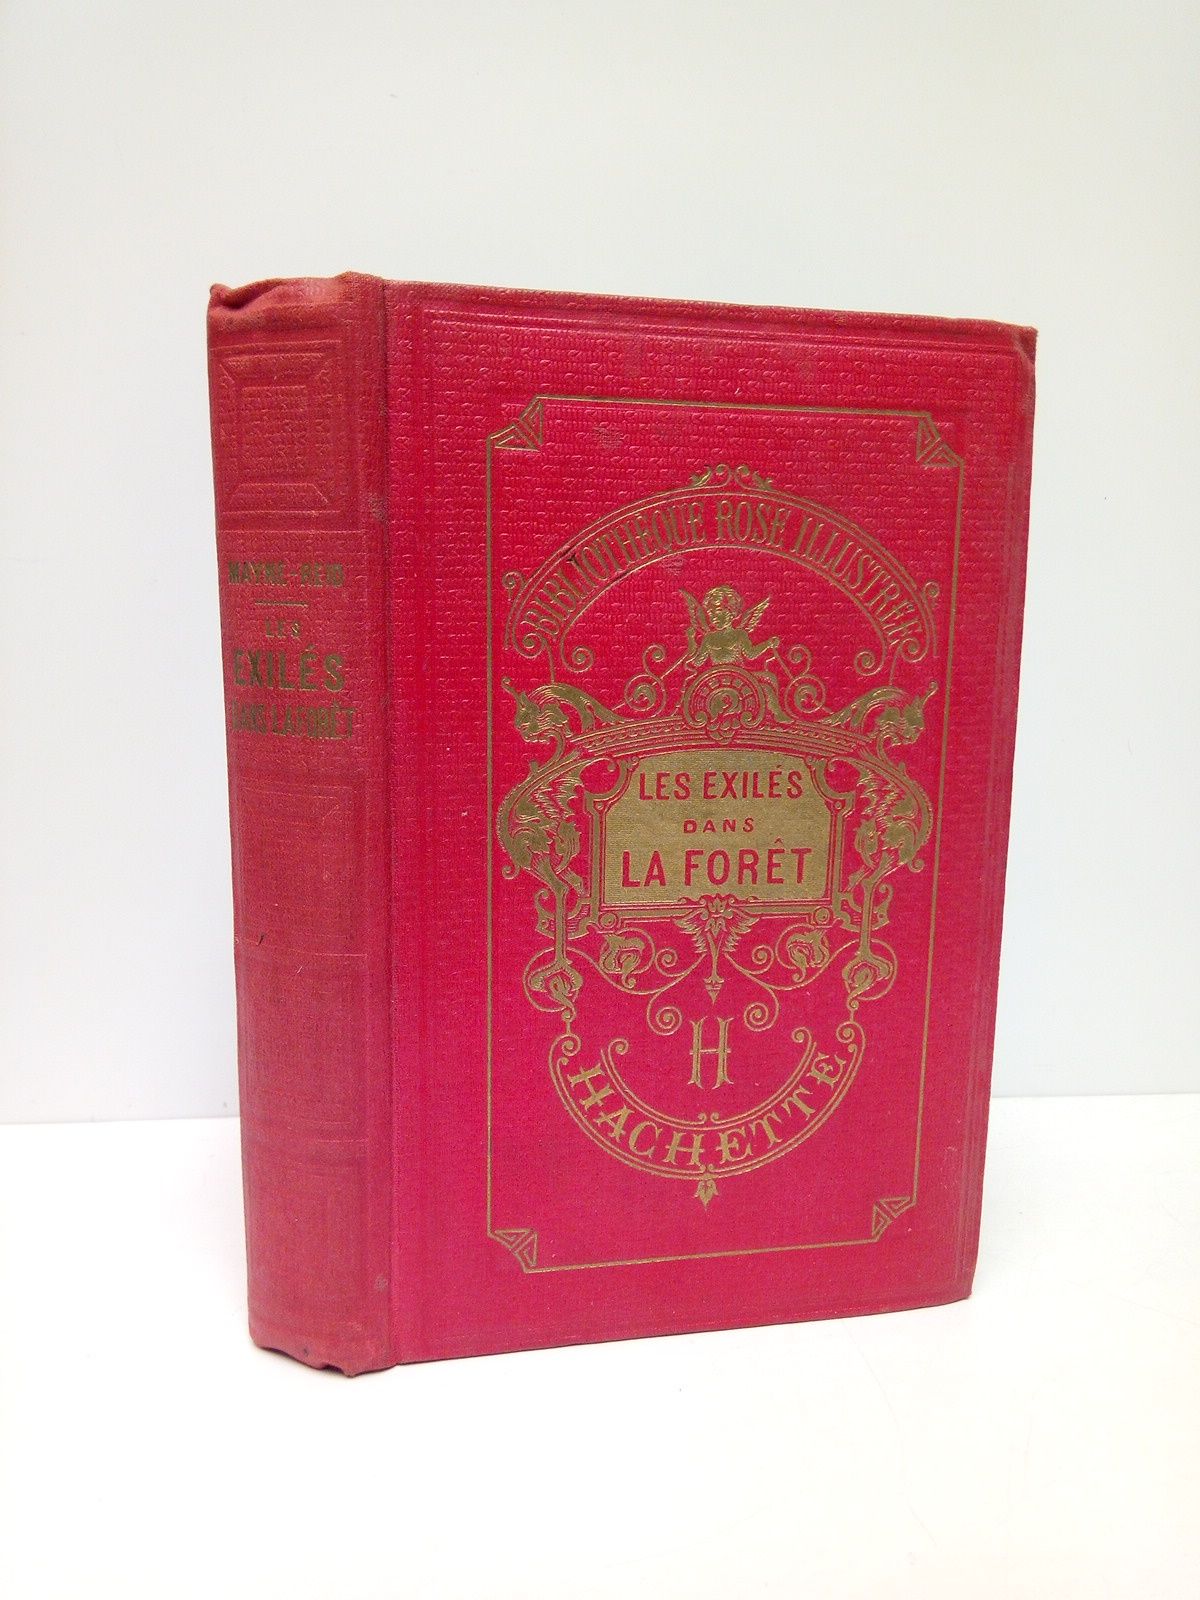 MAYNE-REID
LES
EXILÉS
DANS LA FORÊT
BIBLIOTHÈQUE ROSE ILLUSTRÉE
LES EXILÉS
DANS
LA FORÊT
H
HACHETTE